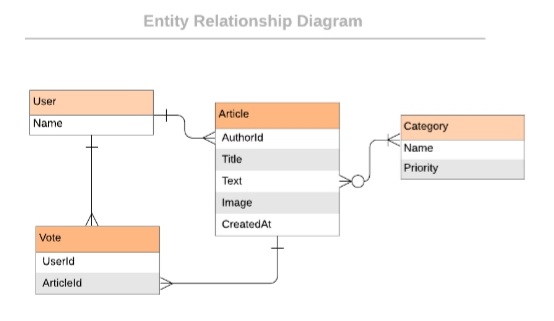 Entity Relationship Diagram
User
Name
Article
AuthorId
Title
Text
Image
CreatedAt
Category
Name
Priority
Vote
UserId
ArticleId